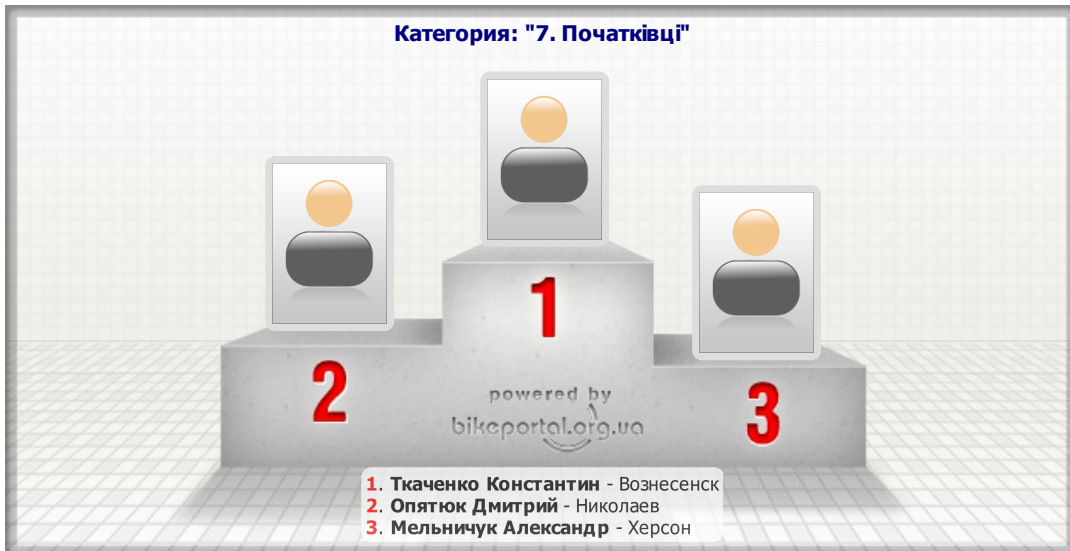 Категория: "7. Початківці"
1
2
3
powered by
bikeportal.org.ua
1. Ткаченко Константин - Вознесенск
2. Опятюк Дмитрий - Николаев
3. Мельничук Александр - Херсон